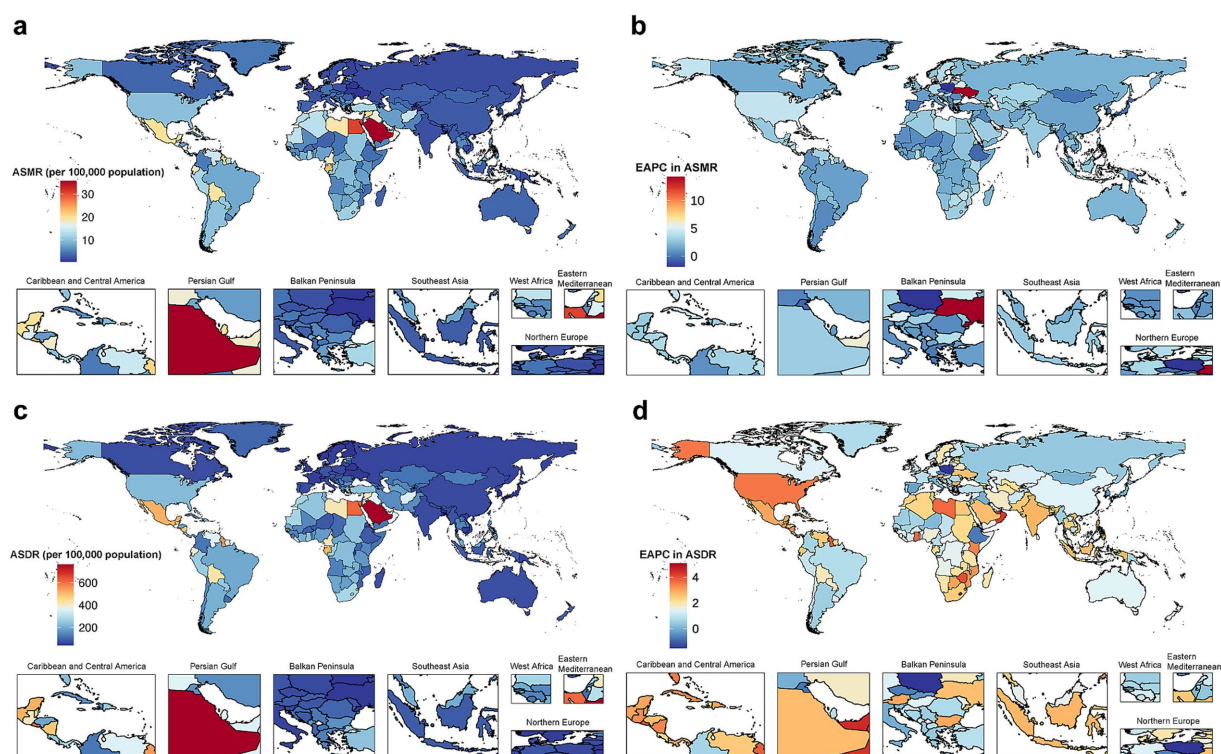 a
ASMR (per 100,000 population)
30
20
10
Caribbean and Central America
Persian Gulf
Balkan Peninsula
Southeast Asia
West Africa
Eastern
Mediterranean
Northern Europe
b
EAPC in ASMR
10
5
0
Caribbean and Central America
Persian Gulf
Balkan Peninsula
Southeast Asia
West Africa
Eastern
Mediterranean
Northern Europe
c
ASDR (per 100,000 population)
600
400
200
Caribbean and Central America
Persian Gulf
Balkan Peninsula
Southeast Asia
West Africa
Eastern
Mediterranean
Northern Europe
d
EAPC in ASDR
4
2
0
Caribbean and Central America
Persian Gulf
Balkan Peninsula
Southeast Asia
West Africa
Eastern
Mediterranean
Northern Europe